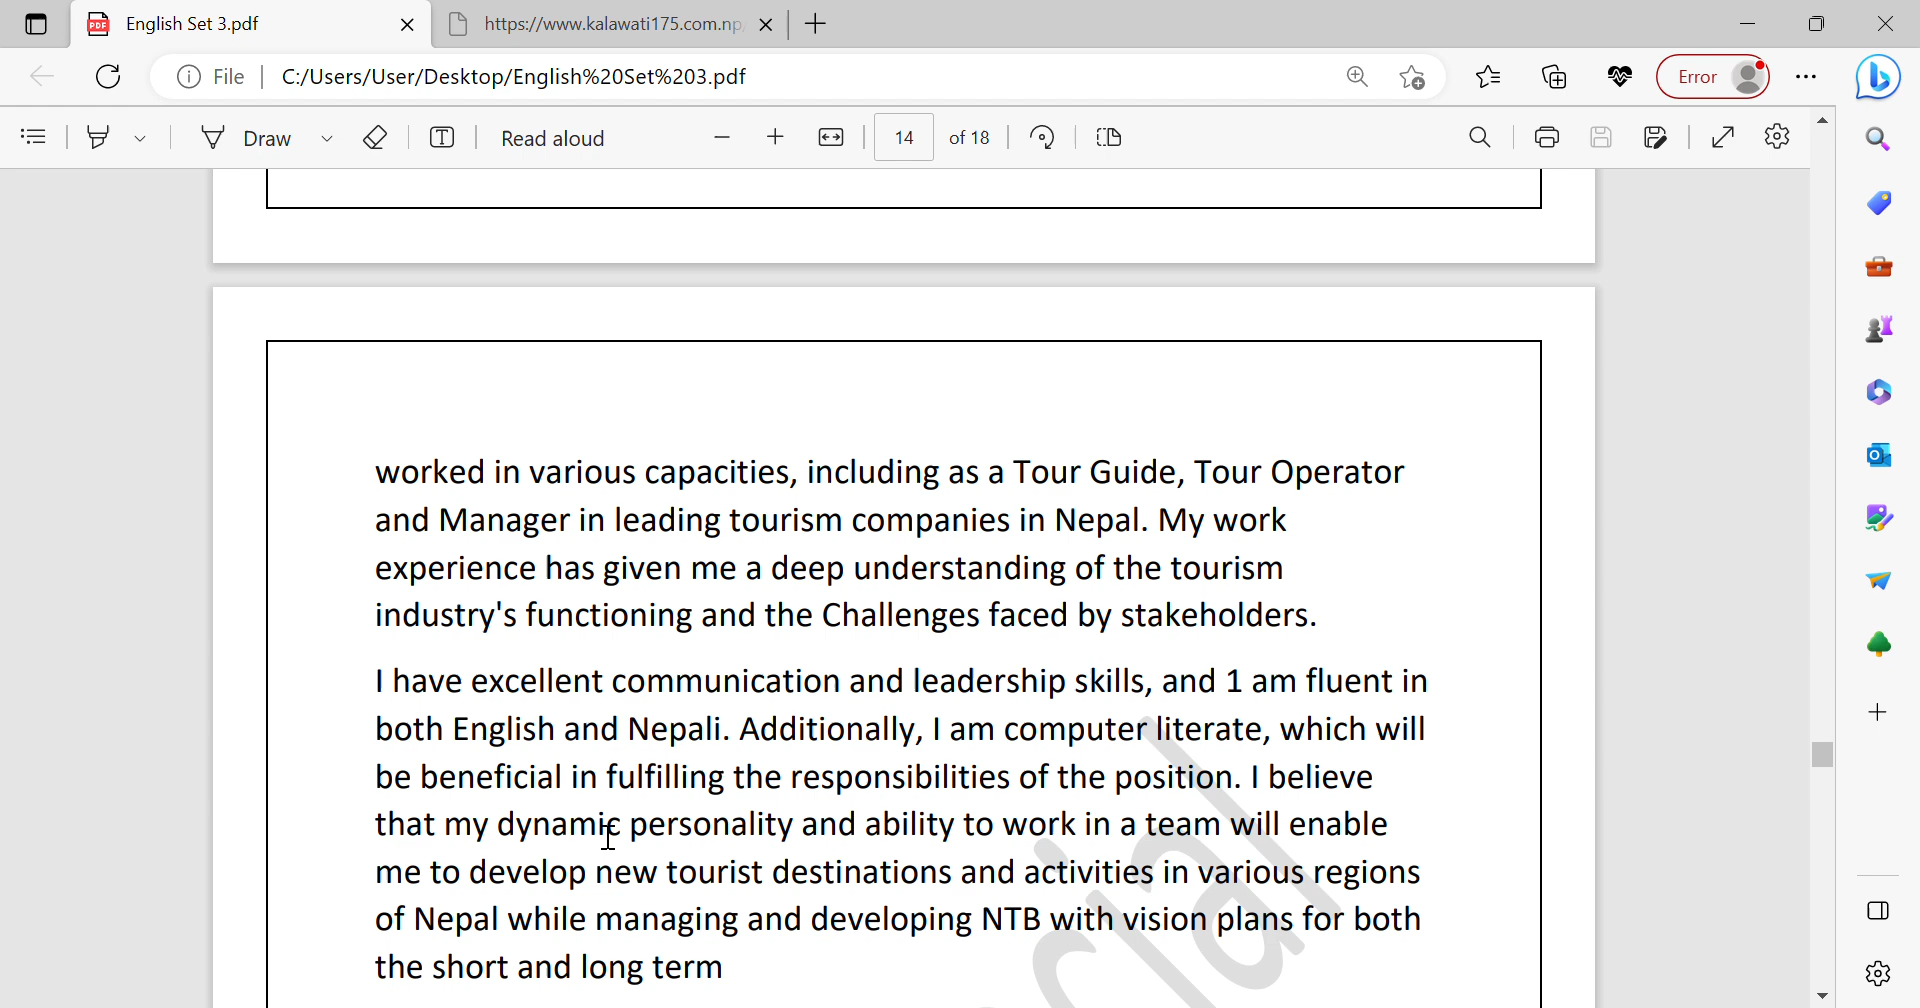 English Set 3.pdf
https://www.kalawati175.com.np/
File
C:/Users/User/Desktop/English%20Set%203.pdf
Error
Draw
Read aloud
14
of 18
worked in various capacities, including as a Tour Guide, Tour Operator
and Manager in leading tourism companies in Nepal. My work
experience has given me a deep understanding of the tourism
industry's functioning and the Challenges faced by stakeholders.
I have excellent communication and leadership skills, and 1 am fluent in
both English and Nepali. Additionally, I am computer literate, which will
be beneficial in fulfilling the responsibilities of the position. I believe
that my dynamic personality and ability to work in a team will enable
me to develop new tourist destinations and activities in various regions
of Nepal while managing and developing NTB with vision plans for both
the short and long term